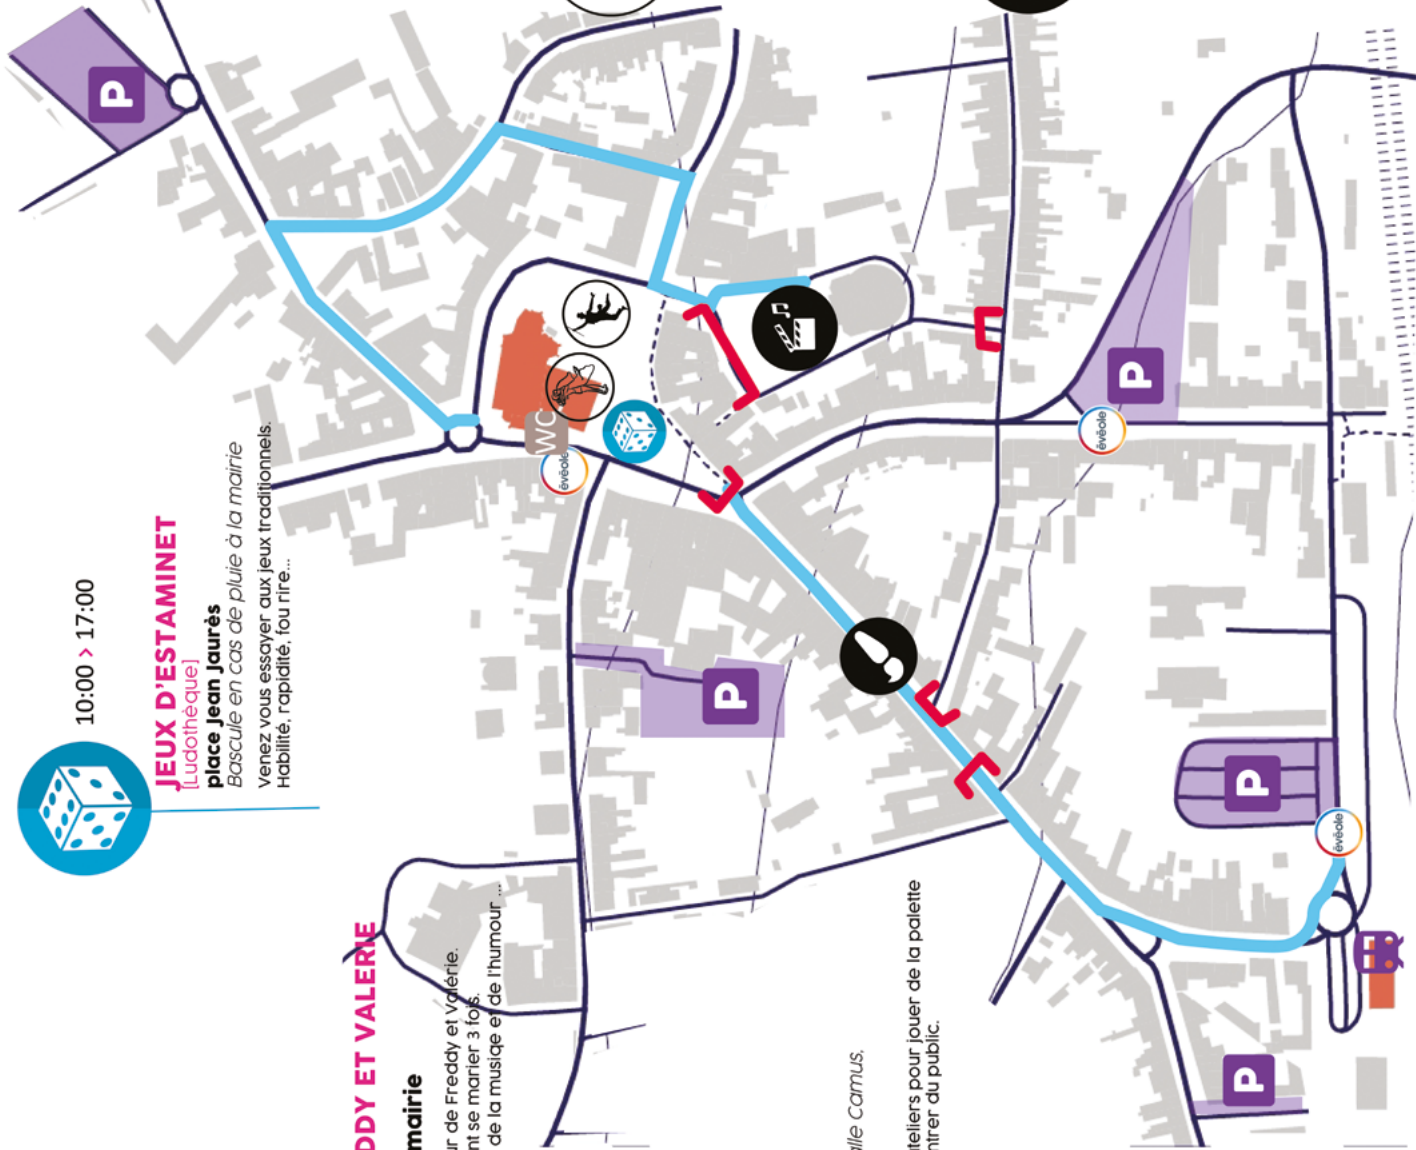 10:00 > 17:00
JEUX D'ESTAMINET
[Ludothèque]
place Jean Jaurès
Bascule en cas de pluie à la mairie
Venez vous essayer aux jeux traditionnels.
Habilité, rapidité, fou rire...
DDY ET VALERIE
mairie
ur de Freddy et Valérie.
nt se marier 3 fois.
de la musiqe et de l'humour ...
alle Camus.
ateliers pour jouer de la palette
ntrer du public.
P
P
P
P
P
WC
évéole
évéole
évéole